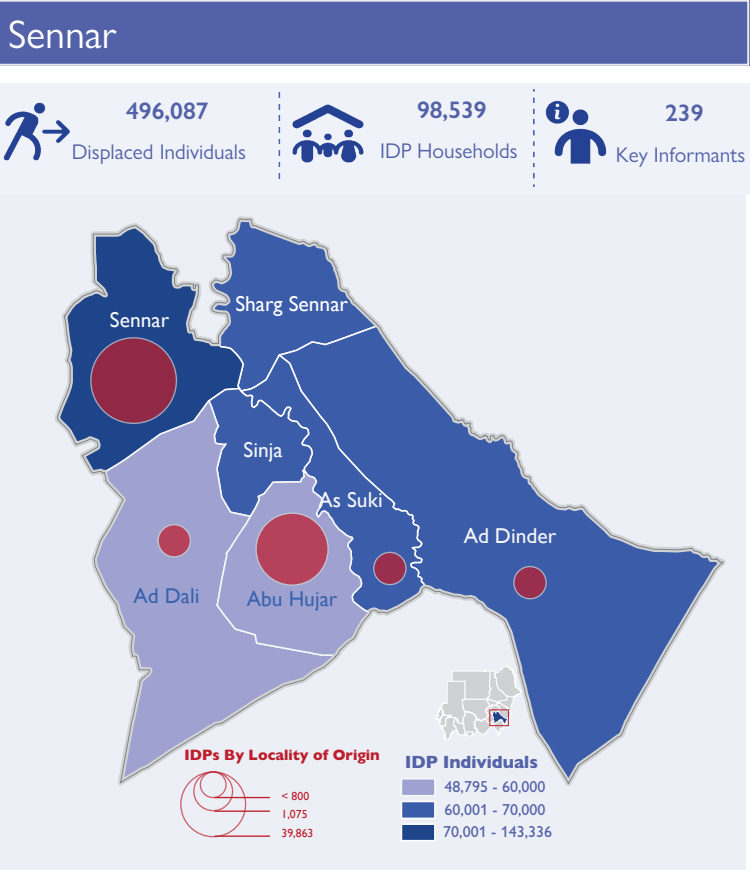 Sennar
496,087
Displaced Individuals
98,539
IDP Households
239
Key Informants
Sharg Sennar
Sennar
Sinja
As Suki
Ad Dinder
Ad Dali
Abu Hujar
IDPs By Locality of Origin
< 800
1,075
39,863
IDP Individuals
48,795 - 60,000
60,001 - 70,000
70,001 - 143,336